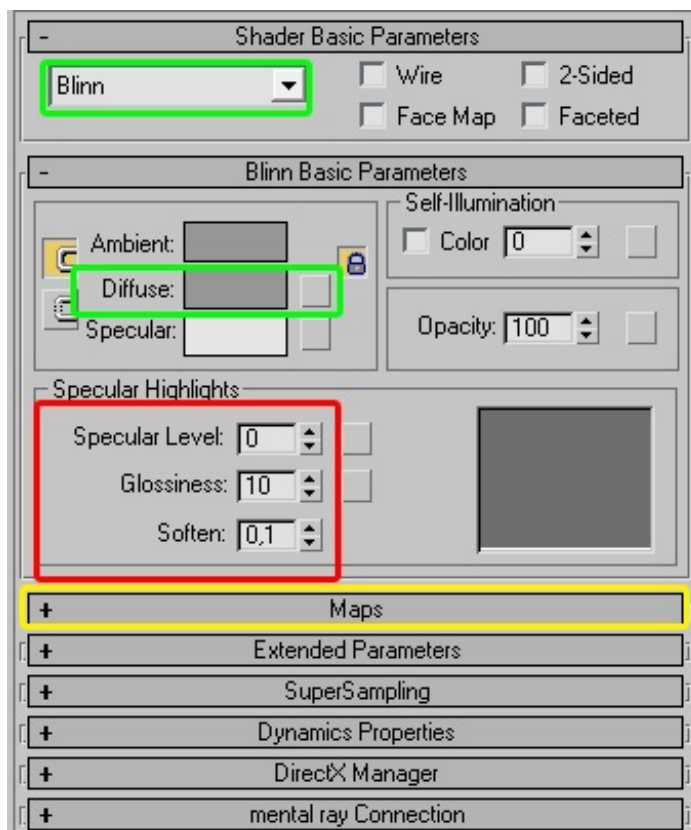 - Shader Basic Parameters
Blinn Wire 2-Sided
Face Map Faceted
- Blinn Basic Parameters
Self-Illumination
Ambient: Color 0
Diffuse:
Specular: Opacity: 100
Specular Highlights
Specular Level: 0
Glossiness: 10
Soften: 0,1
+ Maps
+ Extended Parameters
+ SuperSampling
+ Dynamics Properties
+ DirectX Manager
+ mental ray Connection